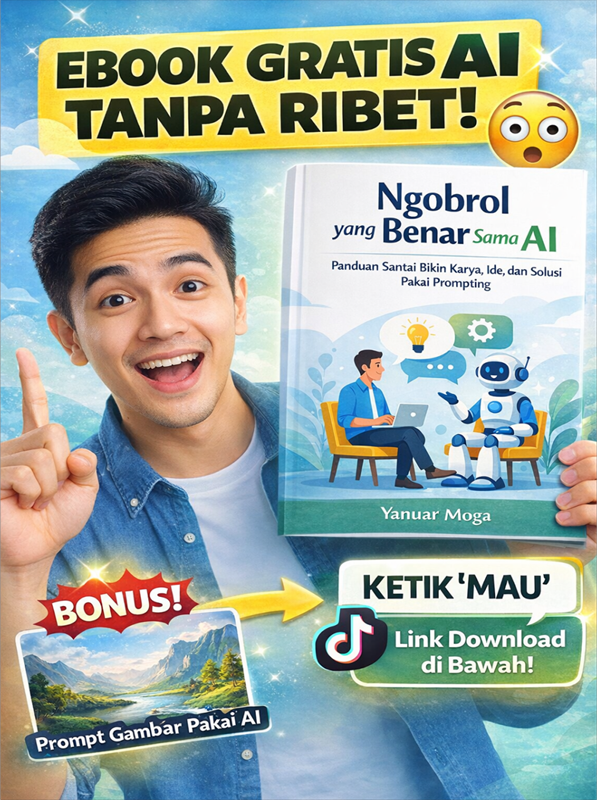 EBOOK GRATIS AI
TANPA RIBET!
Ngobrol
yang Benar Sama AI
Panduan Santai Bikin Karya, Ide, dan Solusi
Pakai Prompting
Yanuar Moga
BONUS!
Prompt Gambar Pakai AI
KETIK 'MAU'
Link Download
di Bawah!